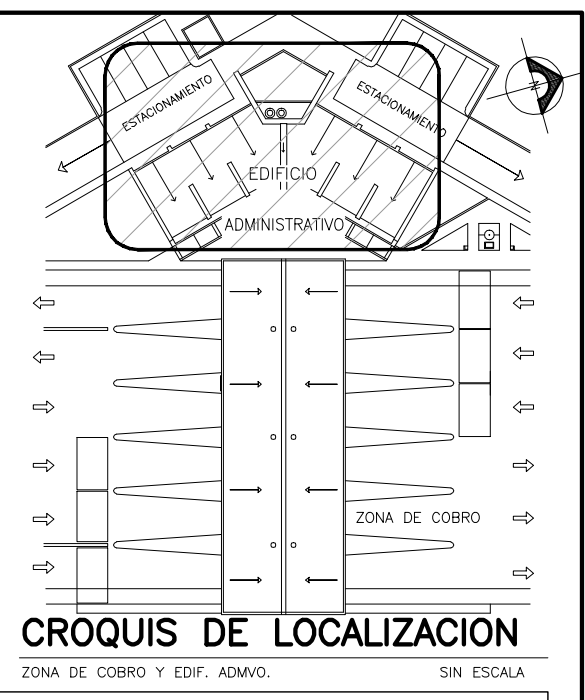 ESTACIONAMIENTO
ESTACIONAMIENTO
N
EDIFICIO
ADMINISTRATIVO
ZONA DE COBRO
CROQUIS DE LOCALIZACION
ZONA DE COBRO Y EDIF. ADMVO.
SIN ESCALA